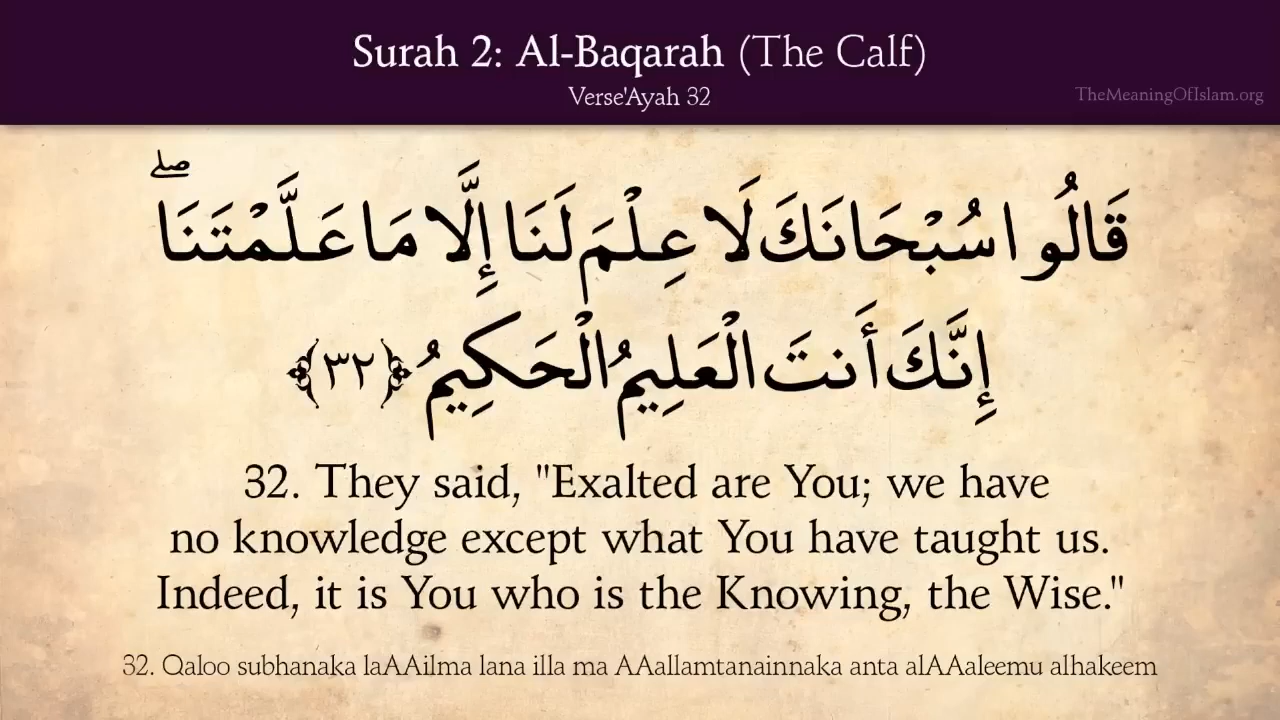 Surah 2: Al-Baqarah (The Calf)
Verse'Ayah 32
TheMeaningOfIslam.org
قَالُوا سُبْحَانَكَ لَا عِلْمَ لَنَا إِلَّا مَا عَلَّمْتَنَا ۖ
إِنَّكَ أَنتَ الْعَلِيمُ الْحَكِيمُ ﴿٣٢﴾
32. They said, "Exalted are You; we have
no knowledge except what You have taught us.
Indeed, it is You who is the Knowing, the Wise."
32. Qaloo subhanaka laAAilma lana illa ma AAallamtanainnaka anta alAAaleemu alhakeem